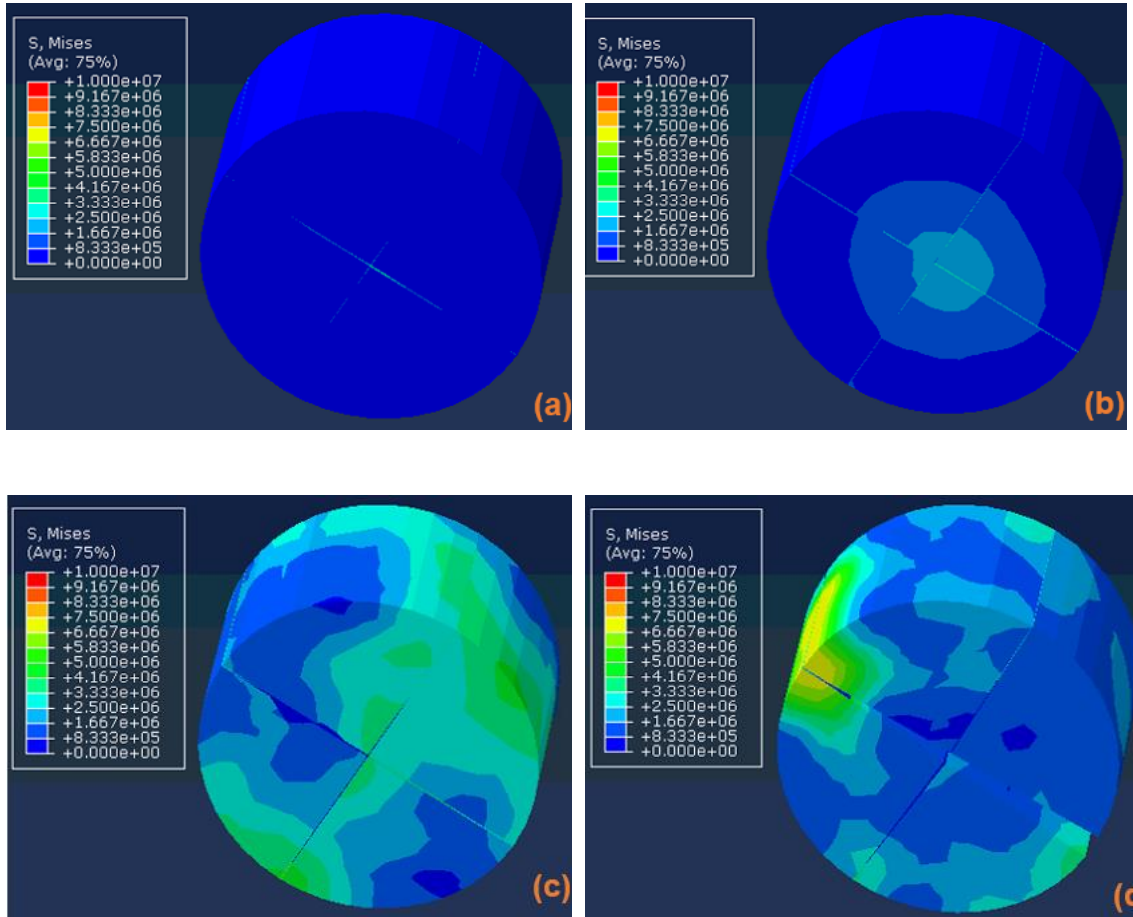 S, Mises
(Avg: 75%)
+1.000e+07
+9.167e+06
+8.333e+06
+7.500e+06
+6.667e+06
+5.833e+06
+5.000e+06
+4.167e+06
+3.333e+06
+2.500e+06
+1.667e+06
+8.333e+05
+0.000e+00
(a)
S, Mises
(Avg: 75%)
+1.000e+07
+9.167e+06
+8.333e+06
+7.500e+06
+6.667e+06
+5.833e+06
+5.000e+06
+4.167e+06
+3.333e+06
+2.500e+06
+1.667e+06
+8.333e+05
+0.000e+00
(b)
S, Mises
(Avg: 75%)
+1.000e+07
+9.167e+06
+8.333e+06
+7.500e+06
+6.667e+06
+5.833e+06
+5.000e+06
+4.167e+06
+3.333e+06
+2.500e+06
+1.667e+06
+8.333e+05
+0.000e+00
(c)
S, Mises
(Avg: 75%)
+1.000e+07
+9.167e+06
+8.333e+06
+7.500e+06
+6.667e+06
+5.833e+06
+5.000e+06
+4.167e+06
+3.333e+06
+2.500e+06
+1.667e+06
+8.333e+05
+0.000e+00